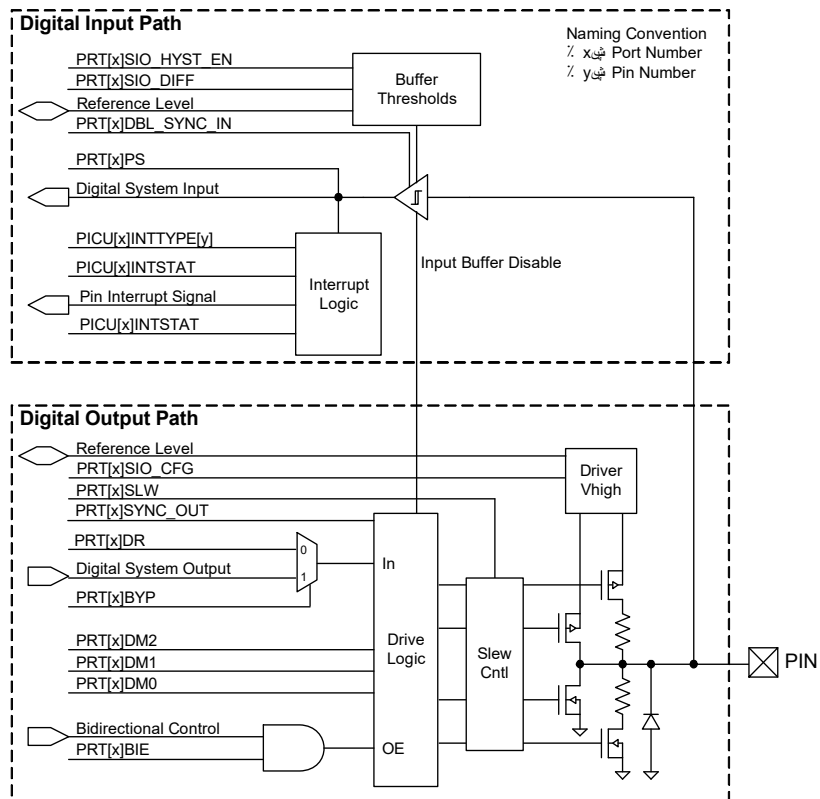 Digital Input Path
Naming Convention
٪ xڜ Port Number
٪ yڜ Pin Number
PRT[x]SIO_HYST_EN
PRT[x]SIO_DIFF
Reference Level
PRT[x]DBL_SYNC_IN
Buffer
Thresholds
PRT[x]PS
Digital System Input
PICU[x]INTTYPE[y]
PICU[x]INTSTAT
Pin Interrupt Signal
PICU[x]INTSTAT
Interrupt
Logic
Input Buffer Disable
Digital Output Path
Reference Level
PRT[x]SIO_CFG
PRT[x]SLW
PRT[x]SYNC_OUT
Driver
Vhigh
PRT[x]DR
Digital System Output
PRT[x]BYP
0
1
In
PRT[x]DM2
PRT[x]DM1
PRT[x]DM0
Drive
Logic
Slew
Cntl
PIN
Bidirectional Control
PRT[x]BIE
OE